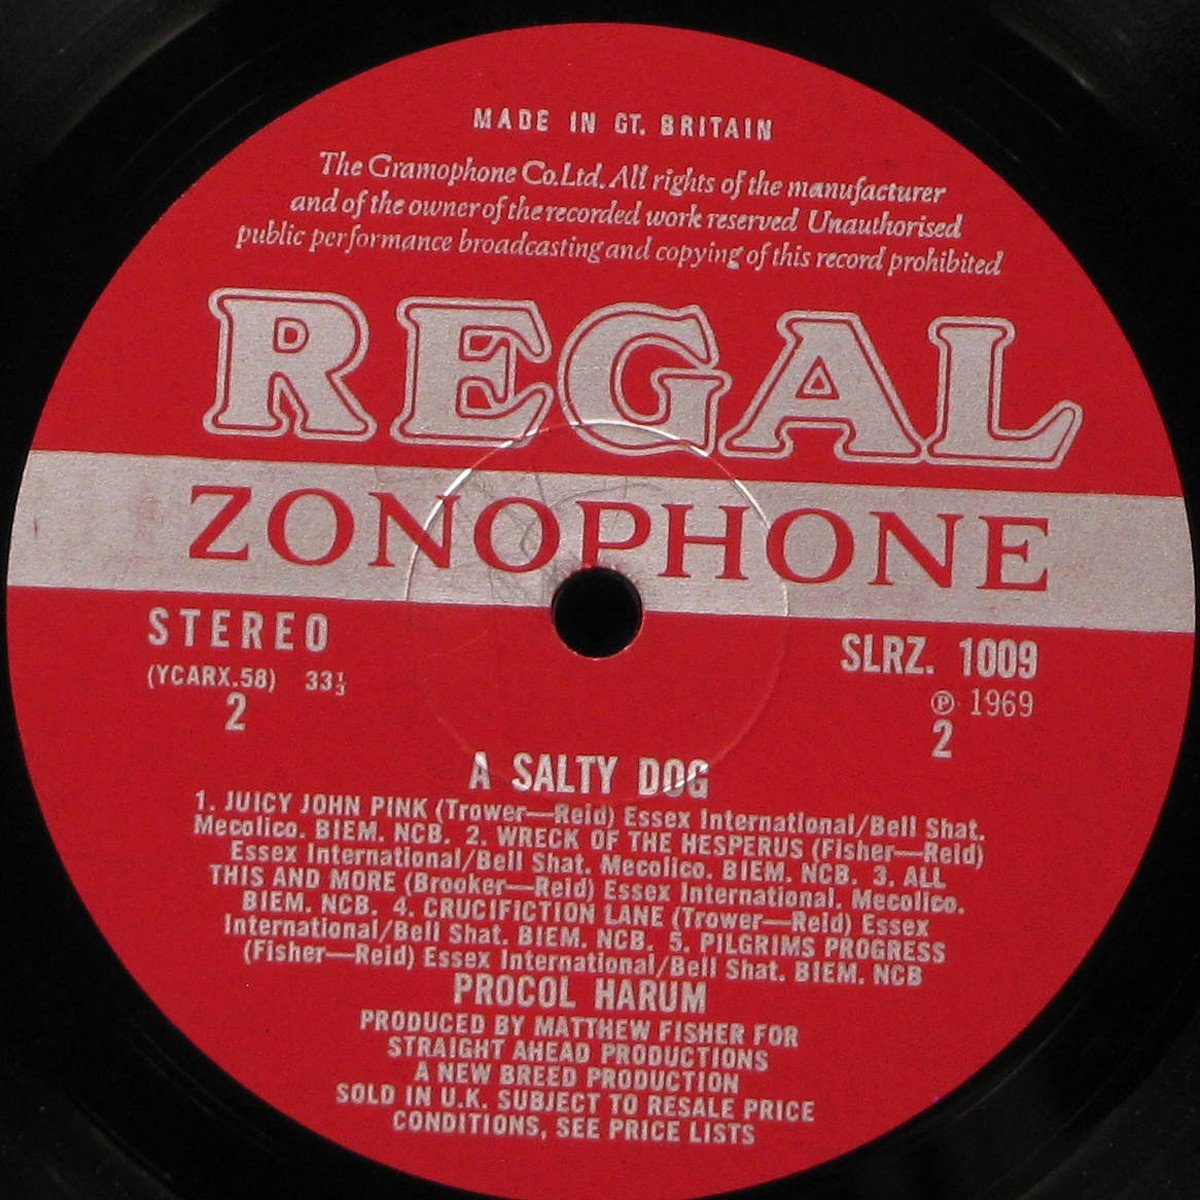 MADE IN GT. BRITAIN
The Gramophone Co.Ltd. All rights of the manufacturer
and of the owner of the recorded work reserved Unauthorised
public performance broadcasting and copying of this record prohibited
REGAL
ZONOPHONE
STEREO
(YCARX.58) 33⅓
2
SLRZ. 1009
℗ 1969
2
A SALTY DOG
1. JUICY JOHN PINK (Trower—Reid) Essex International/Bell Shat.
Mecolico. BIEM. NCB. 2. WRECK OF THE HESPERUS (Fisher—Reid)
Essex International/Bell Shat. Mecolico. BIEM. NCB. 3. ALL
THIS AND MORE (Brooker—Reid) Essex International. Mecolico.
BIEM. NCB. 4. CRUCIFICTION LANE (Trower—Reid) Essex
International/Bell Shat. BIEM. NCB. 5. PILGRIMS PROGRESS
(Fisher—Reid) Essex International/Bell Shat. BIEM. NCB
PROCOL HARUM
PRODUCED BY MATTHEW FISHER FOR
STRAIGHT AHEAD PRODUCTIONS
A NEW BREED PRODUCTION
SOLD IN U.K. SUBJECT TO RESALE PRICE
CONDITIONS, SEE PRICE LISTS